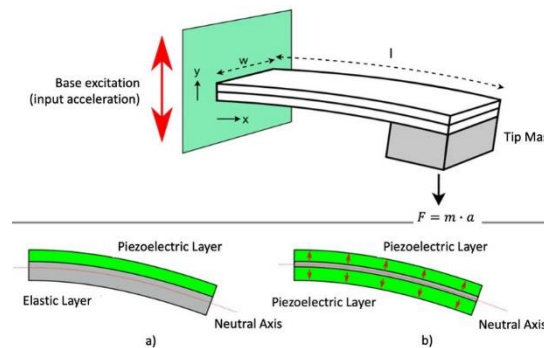 Base excitation
(input acceleration)
y
w
l
x
Tip Mas
F = m · a
Piezoelectric Layer
Elastic Layer
Neutral Axis
a)
Piezoelectric Layer
Piezoelectric Layer
Neutral Axis
b)